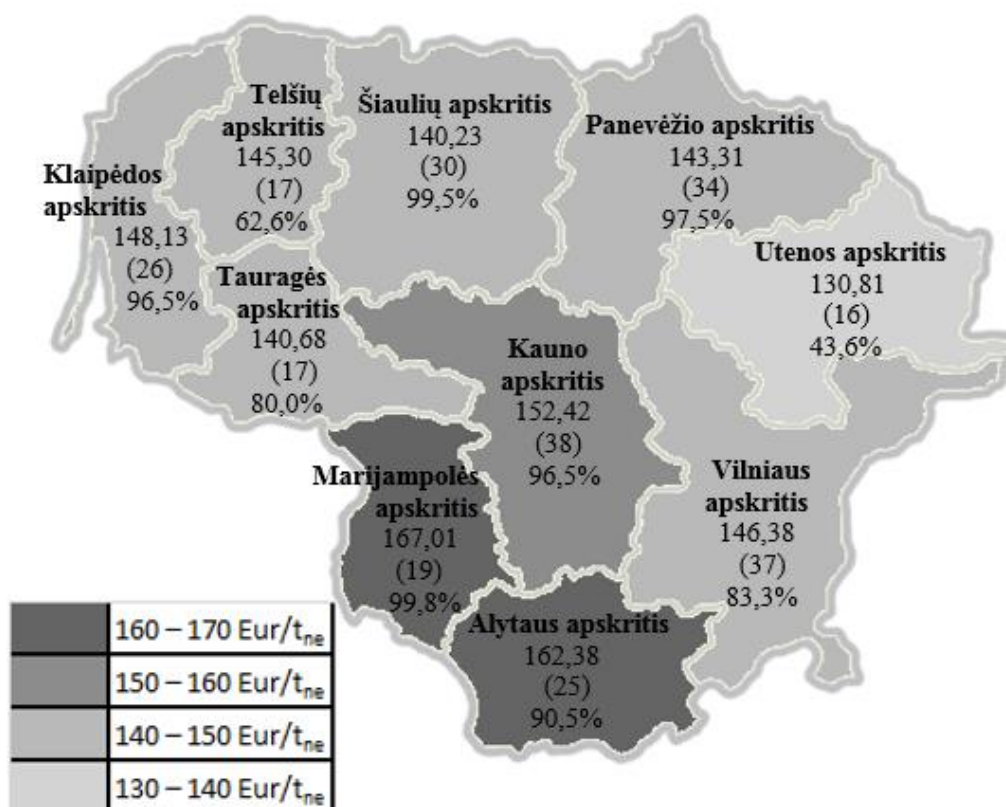 Telšių
apskritis
145,30
(17)
62,6%
Šiaulių apskritis
140,23
(30)
99,5%
Panevėžio apskritis
143,31
(34)
97,5%
Klaipėdos
apskritis
148,13
(26)
96,5%
Tauragės
apskritis
140,68
(17)
80,0%
Utenos apskritis
130,81
(16)
43,6%
Kauno
apskritis
152,42
(38)
96,5%
Marijampolės
apskritis
167,01
(19)
99,8%
Vilniaus
apskritis
146,38
(37)
83,3%
Alytaus apskritis
162,38
(25)
90,5%
160 – 170 Eur/tne
150 – 160 Eur/tne
140 – 150 Eur/tne
130 – 140 Eur/tne